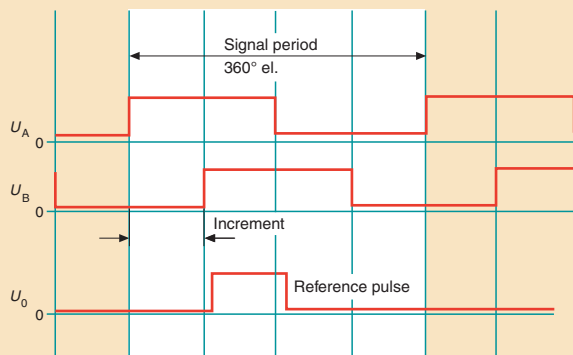 Signal period
360° el.
U_A
0
U_B
0
Increment
U_0
0
Reference pulse